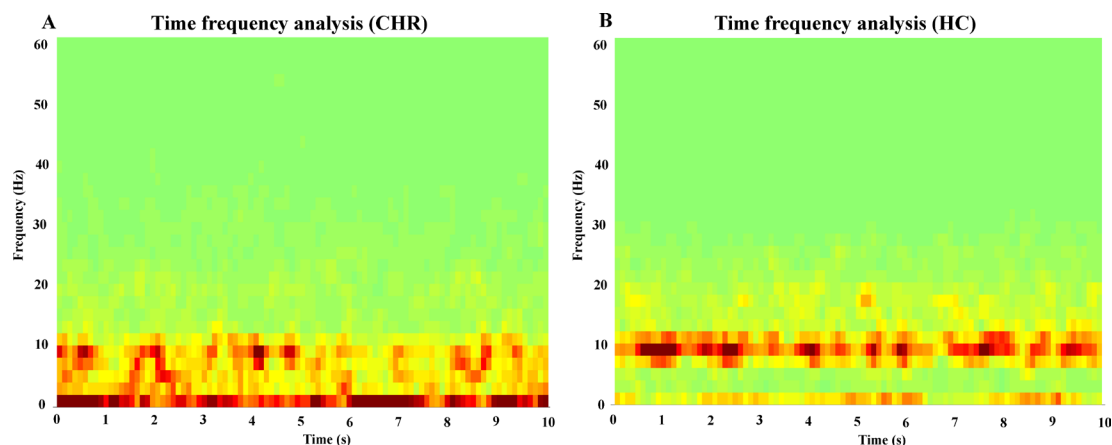 A
Time frequency analysis (CHR)
60
50
40
30
20
10
0
Frequency (Hz)
0 1 2 3 4 5 6 7 8 9 10
Time (s)
B
Time frequency analysis (HC)
60
50
40
30
20
10
0
Frequency (Hz)
0 1 2 3 4 5 6 7 8 9 10
Time (s)